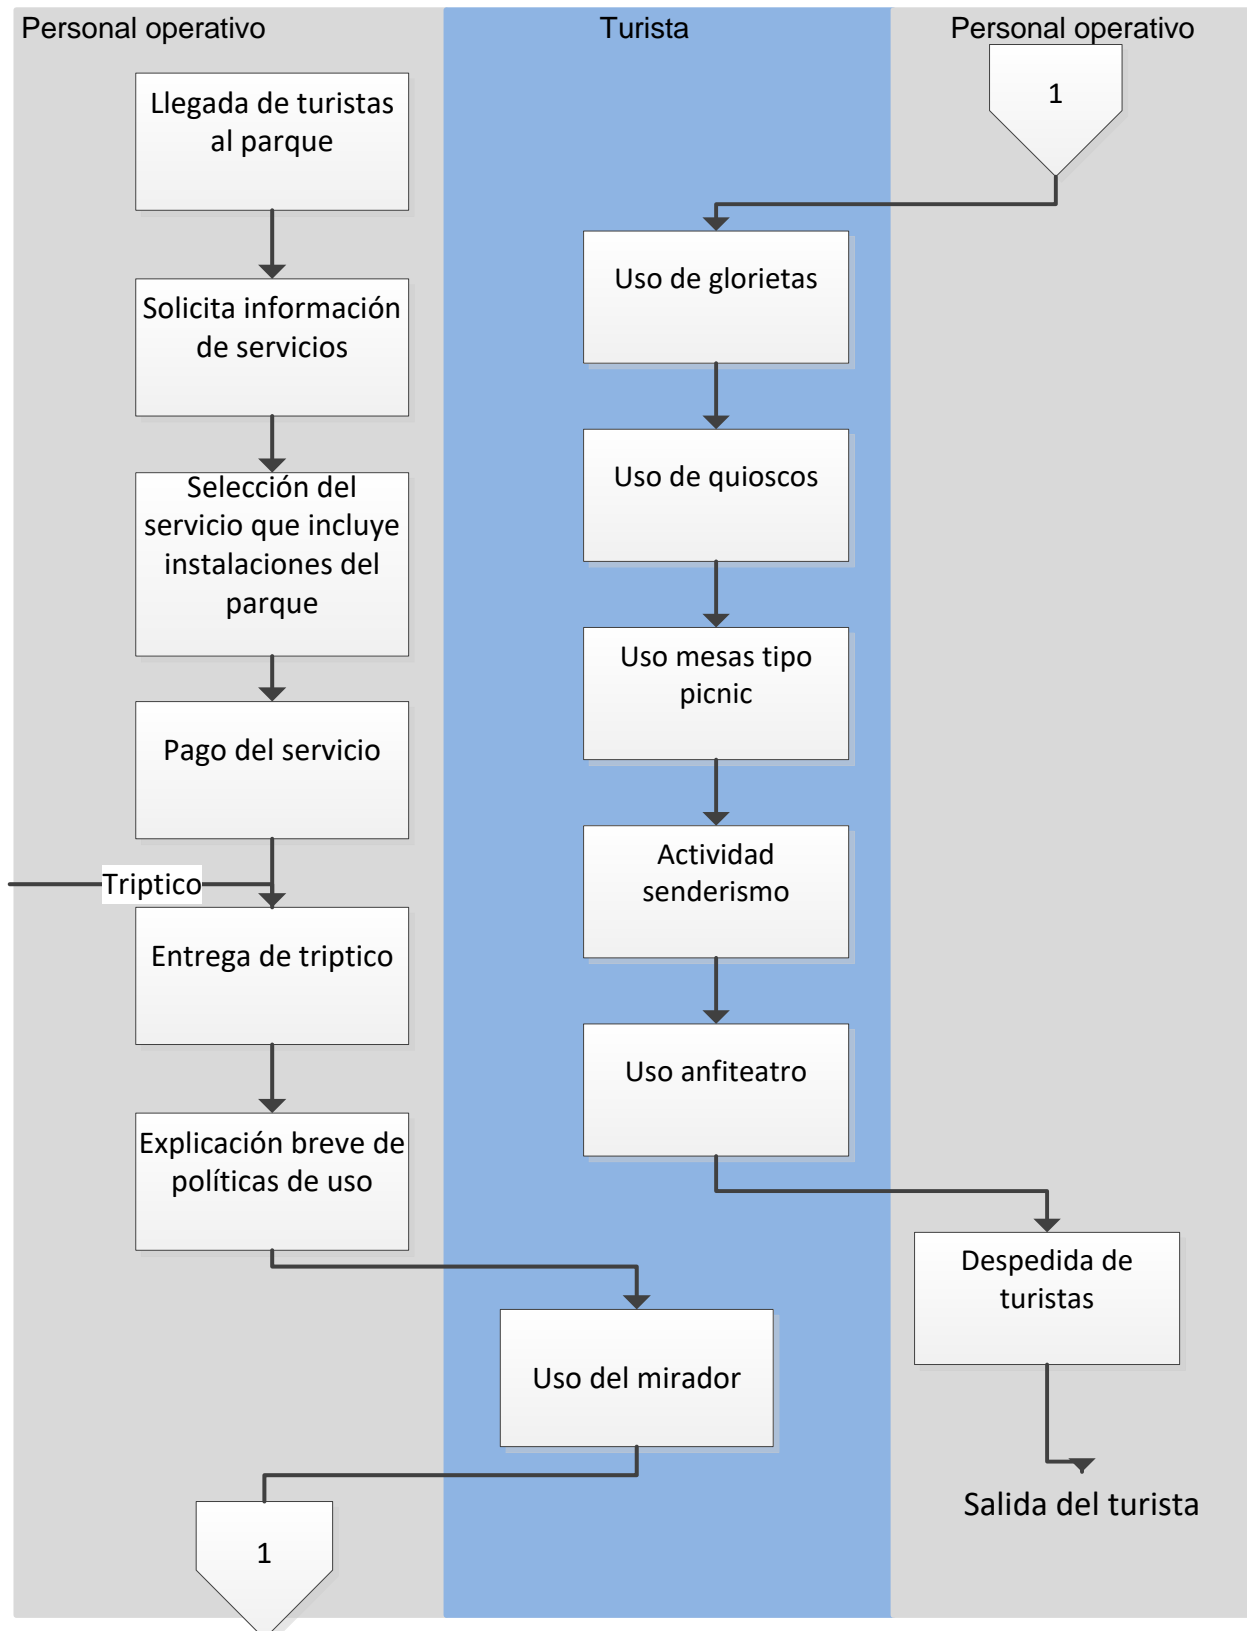 Personal operativo
Turista
Personal operativo
Llegada de turistas
al parque
Solicita información
de servicios
Selección del
servicio que incluye
instalaciones del
parque
Pago del servicio
Triptico
Entrega de triptico
Explicación breve de
políticas de uso
Uso del mirador
1
1
Uso de glorietas
Uso de quioscos
Uso mesas tipo
picnic
Actividad
senderismo
Uso anfiteatro
Despedida de
turistas
Salida del turista